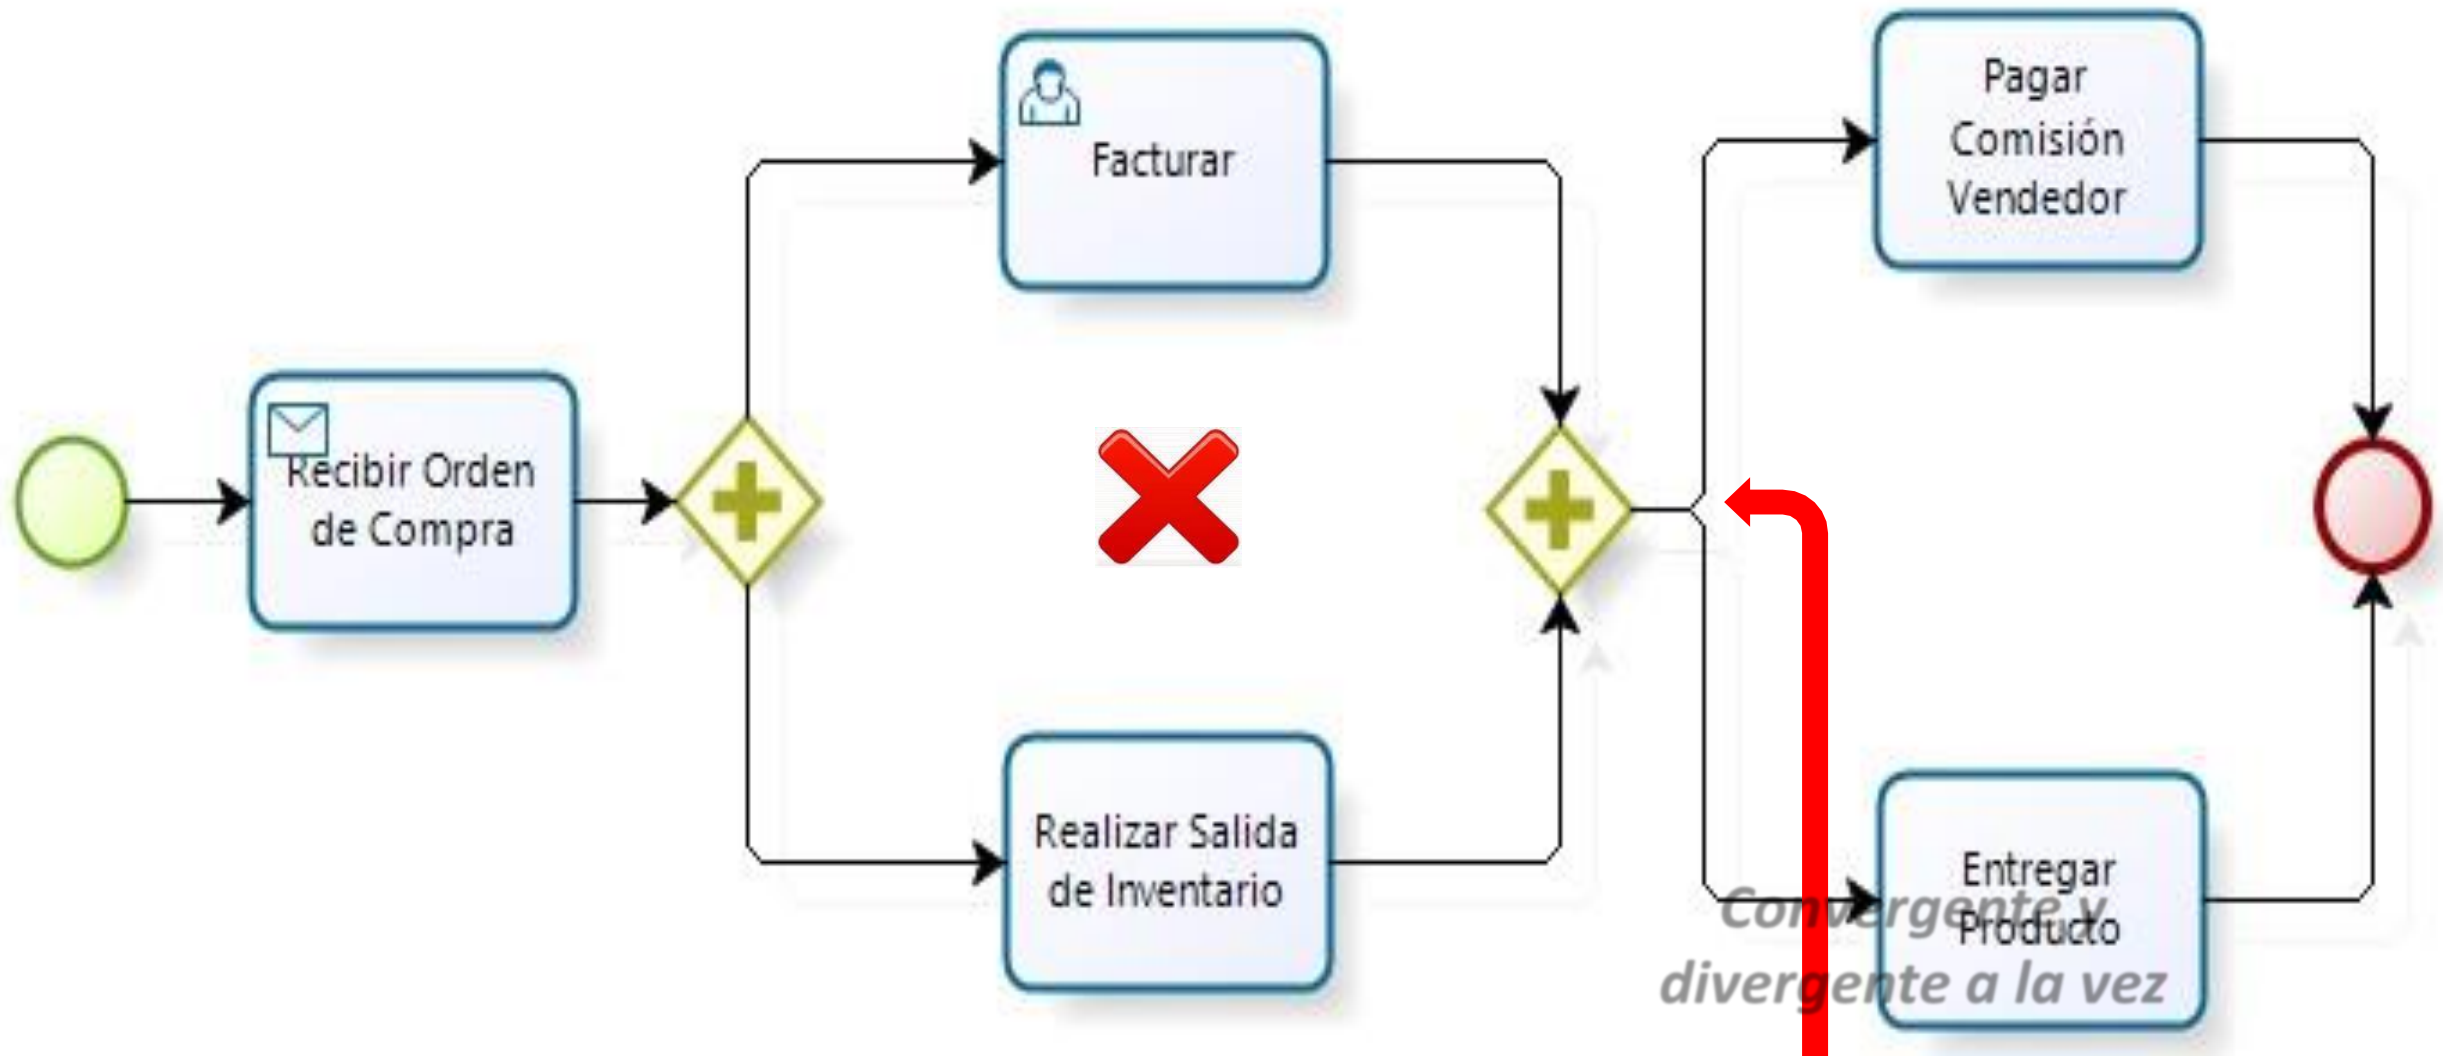 Recibir Orden
de Compra
Facturar
Realizar Salida
de Inventario
Pagar
Comisión
Vendedor
Entregar
Producto
Convergente y
divergente a la vez